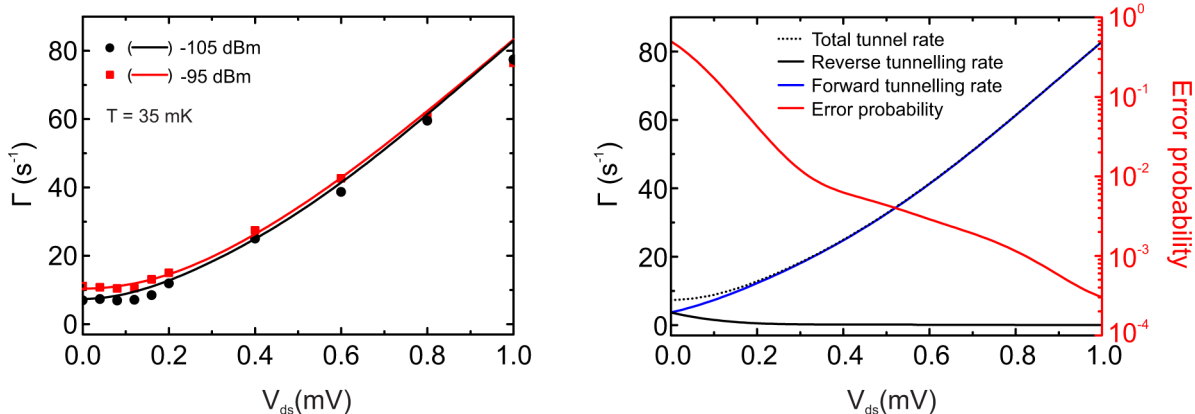 80
60
40
20
0
Γ (s⁻¹)
(—) -105 dBm
(—) -95 dBm
T = 35 mK
0.0 0.2 0.4 0.6 0.8 1.0
V_ds(mV)
80
60
40
20
0
Γ (s⁻¹)
Total tunnel rate
Reverse tunnelling rate
Forward tunnelling rate
Error probability
0.0 0.2 0.4 0.6 0.8 1.0
V_ds(mV)
10⁰
10⁻¹
10⁻²
10⁻³
10⁻⁴
Error probability